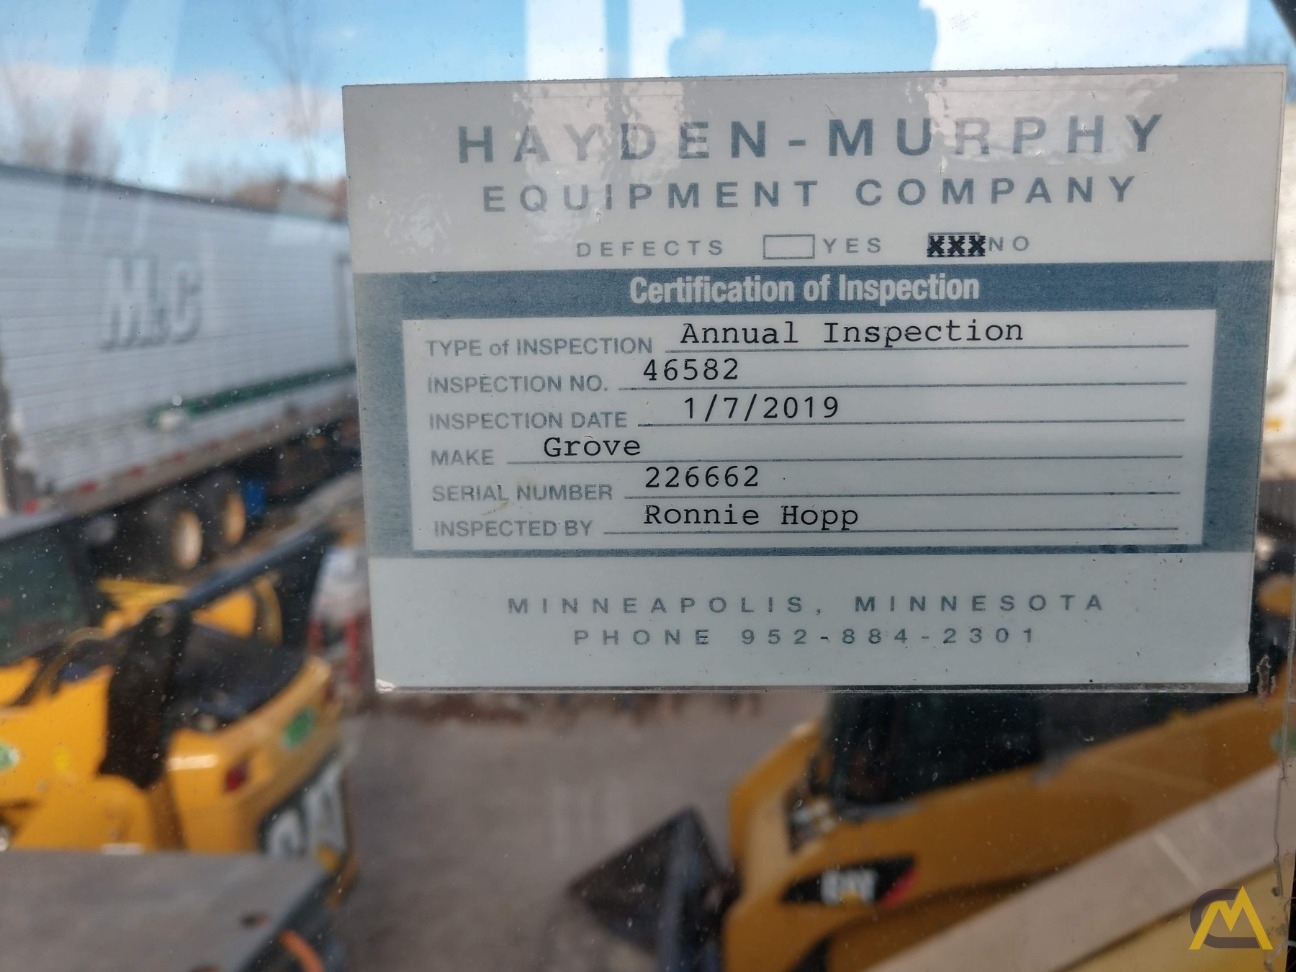 HAYDEN-MURPHY
EQUIPMENT COMPANY
DEFECTS YES XXX NO
Certification of Inspection
TYPE of INSPECTION Annual Inspection
INSPECTION NO. 46582
INSPECTION DATE 1/7/2019
MAKE Grove
SERIAL NUMBER 226662
INSPECTED BY Ronnie Hopp
MINNEAPOLIS, MINNESOTA
PHONE 952-884-2301
CAT
CAT